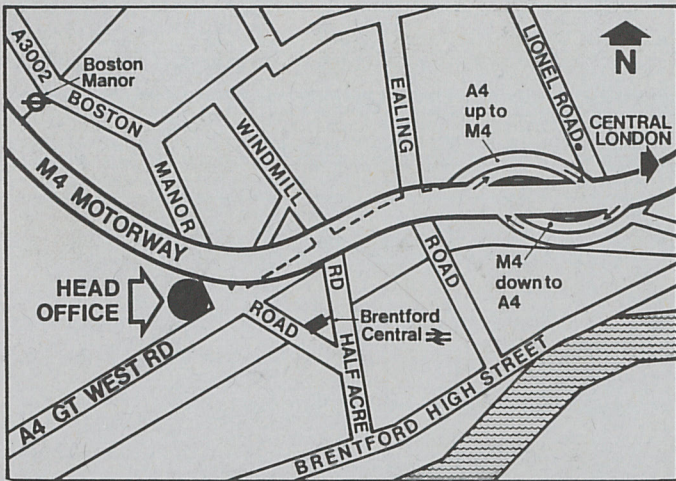 A3002
Boston
Manor
BOSTON
MANOR
ROAD
WINDMILL
RD
EALING
ROAD
A4
up to
M4
LIONEL ROAD
N
CENTRAL
LONDON
M4 MOTORWAY
HEAD
OFFICE
M4
down to
A4
Brentford
Central
HALF ACRE
A4 GT WEST RD
BRENTFORD HIGH STREET